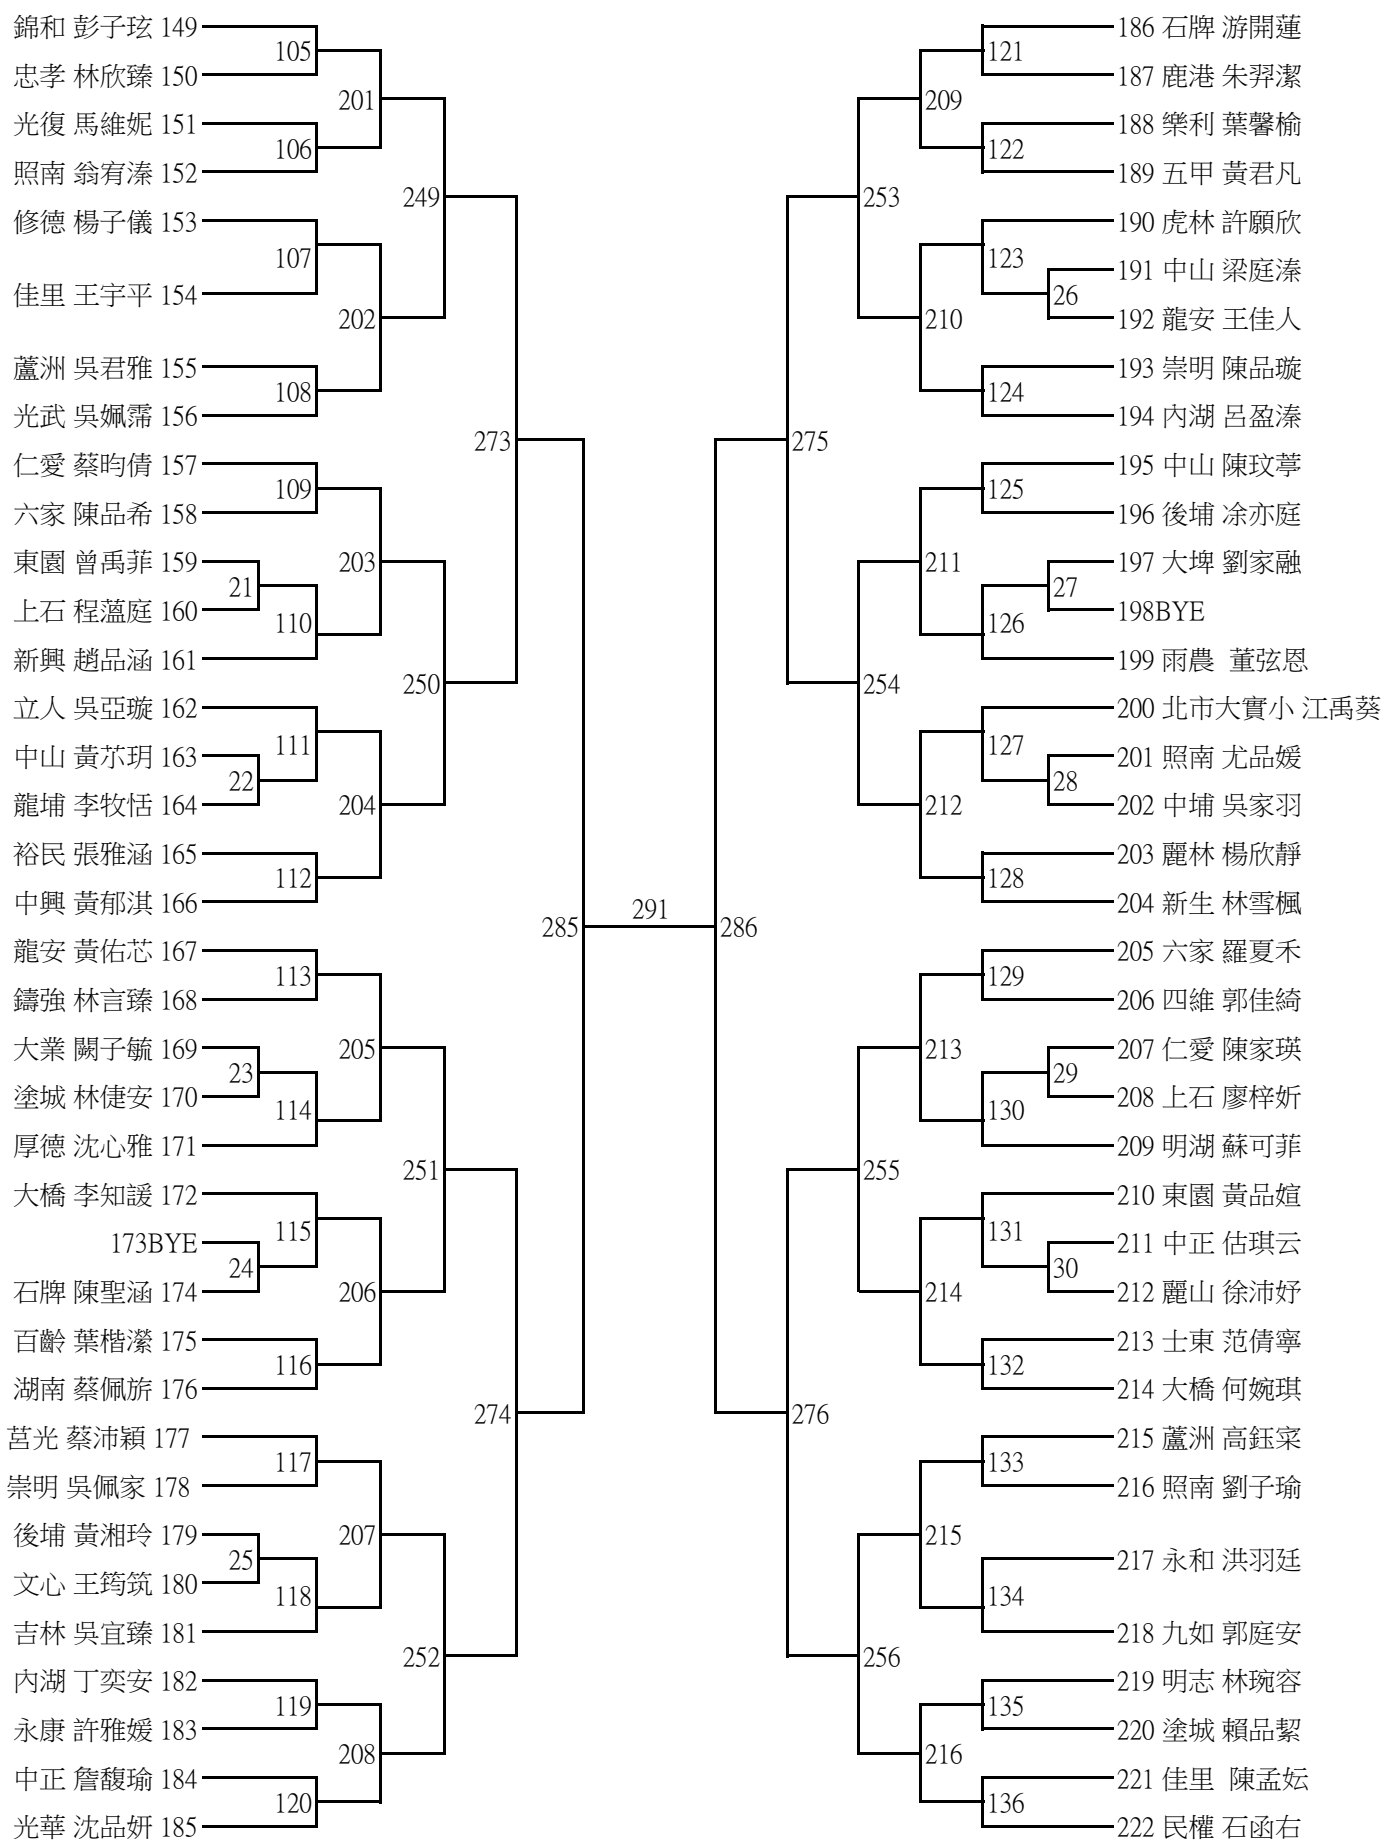 錦和 彭子玹 149
忠孝 林欣臻 150
光復 馬維妮 151
照南 翁宥溱 152
修德 楊子儀 153
佳里 王宇平 154
蘆洲 吳君雅 155
光武 吳姵霈 156
仁愛 蔡昀倩 157
六家 陳品希 158
東園 曾禹菲 159
上石 程薀庭 160
新興 趙品涵 161
立人 吳亞璇 162
中山 黃芯玥 163
龍埔 李牧恬 164
裕民 張雅涵 165
中興 黃郁淇 166
龍安 黃佑芯 167
鑄強 林言臻 168
大業 闕子毓 169
塗城 林倢安 170
厚德 沈心雅 171
大橋 李知諼 172
173BYE
石牌 陳聖涵 174
百齡 葉楷瀠 175
湖南 蔡佩旂 176
莒光 蔡沛穎 177
崇明 吳佩家 178
後埔 黃湘玲 179
文心 王筠筑 180
吉林 吳宜臻 181
內湖 丁奕安 182
永康 許雅媛 183
中正 詹馥瑜 184
光華 沈品妍 185
21
22
23
24
25
105
106
107
108
109
110
111
112
113
114
115
116
117
118
119
120
201
202
203
204
205
206
207
208
249
250
251
252
273
274
285
291
286
275
276
253
254
255
256
209
210
211
212
213
214
215
216
121
122
123
124
125
126
127
128
129
130
131
132
133
134
135
136
26
27
28
29
30
186 石牌 游開蓮
187 鹿港 朱羿潔
188 樂利 葉馨榆
189 五甲 黃君凡
190 虎林 許願欣
191 中山 梁庭溱
192 龍安 王佳人
193 崇明 陳品璇
194 內湖 呂盈溱
195 中山 陳玟葶
196 後埔 凃亦庭
197 大埤 劉家融
198BYE
199 雨農 董弦恩
200 北市大實小 江禹葵
201 照南 尤品媛
202 中埔 吳家羽
203 麗林 楊欣靜
204 新生 林雪楓
205 六家 羅夏禾
206 四維 郭佳綺
207 仁愛 陳家瑛
208 上石 廖梓妡
209 明湖 蘇可菲
210 東園 黃品媗
211 中正 估琪云
212 麗山 徐沛妤
213 士東 范倩寧
214 大橋 何婉琪
215 蘆洲 高鈺寀
216 照南 劉子瑜
217 永和 洪羽廷
218 九如 郭庭安
219 明志 林琬容
220 塗城 賴品絜
221 佳里 陳孟妘
222 民權 石函右